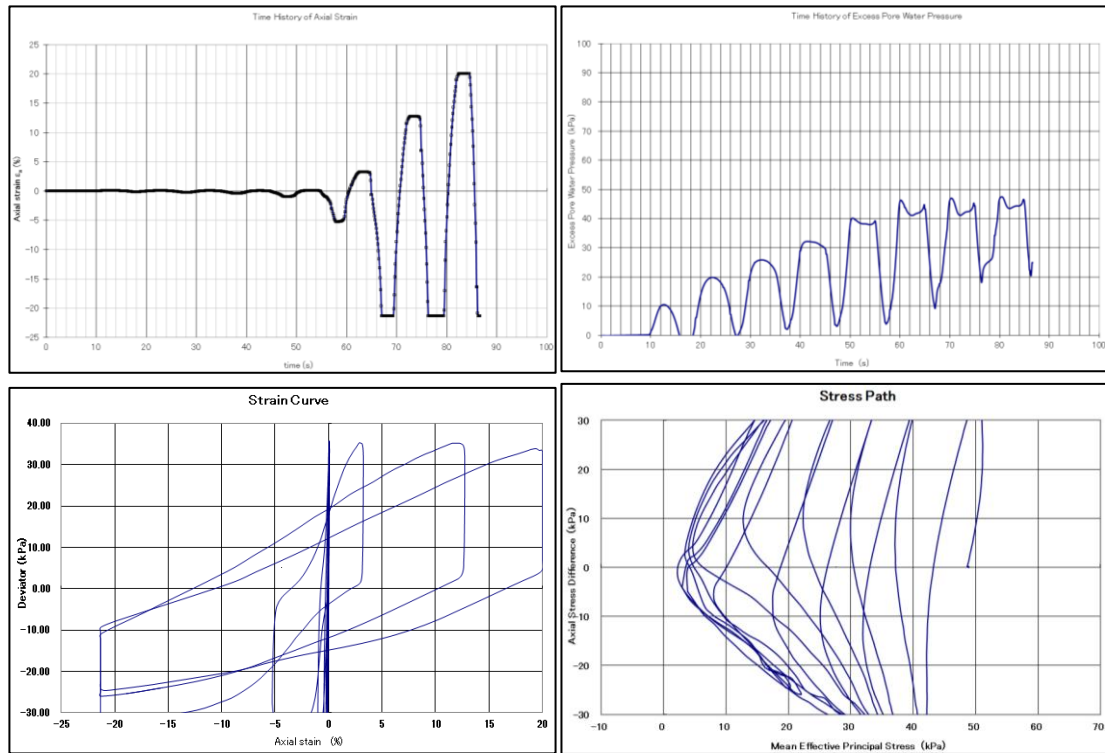 Time History of Axial Strain
25
20
15
10
5
0
-5
-10
-15
-20
-25
Axial strain εa (%)
0 10 20 30 40 50 60 70 80 90 100
time (s)
Time History of Excess Pore Water Pressure
100
90
80
70
60
50
40
30
20
10
0
Excess Pore Water Pressure (kPa)
0 10 20 30 40 50 60 70 80 90 100
Time (s)
Strain Curve
40.00
30.00
20.00
10.00
0.00
-10.00
-20.00
-30.00
Deviator (kPa)
-25 -20 -15 -10 -5 0 5 10 15 20
Axial stain (%)
Stress Path
30
20
10
0
-10
-20
-30
Axial Stress Difference (kPa)
-10 0 10 20 30 40 50 60 70
Mean Effective Principal Stress (kPa)